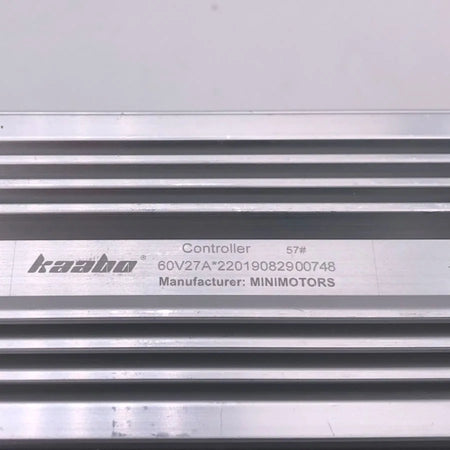 Controller 57#
kaabo®
60V27A*22019082900748
Manufacturer: MINIMOTORS